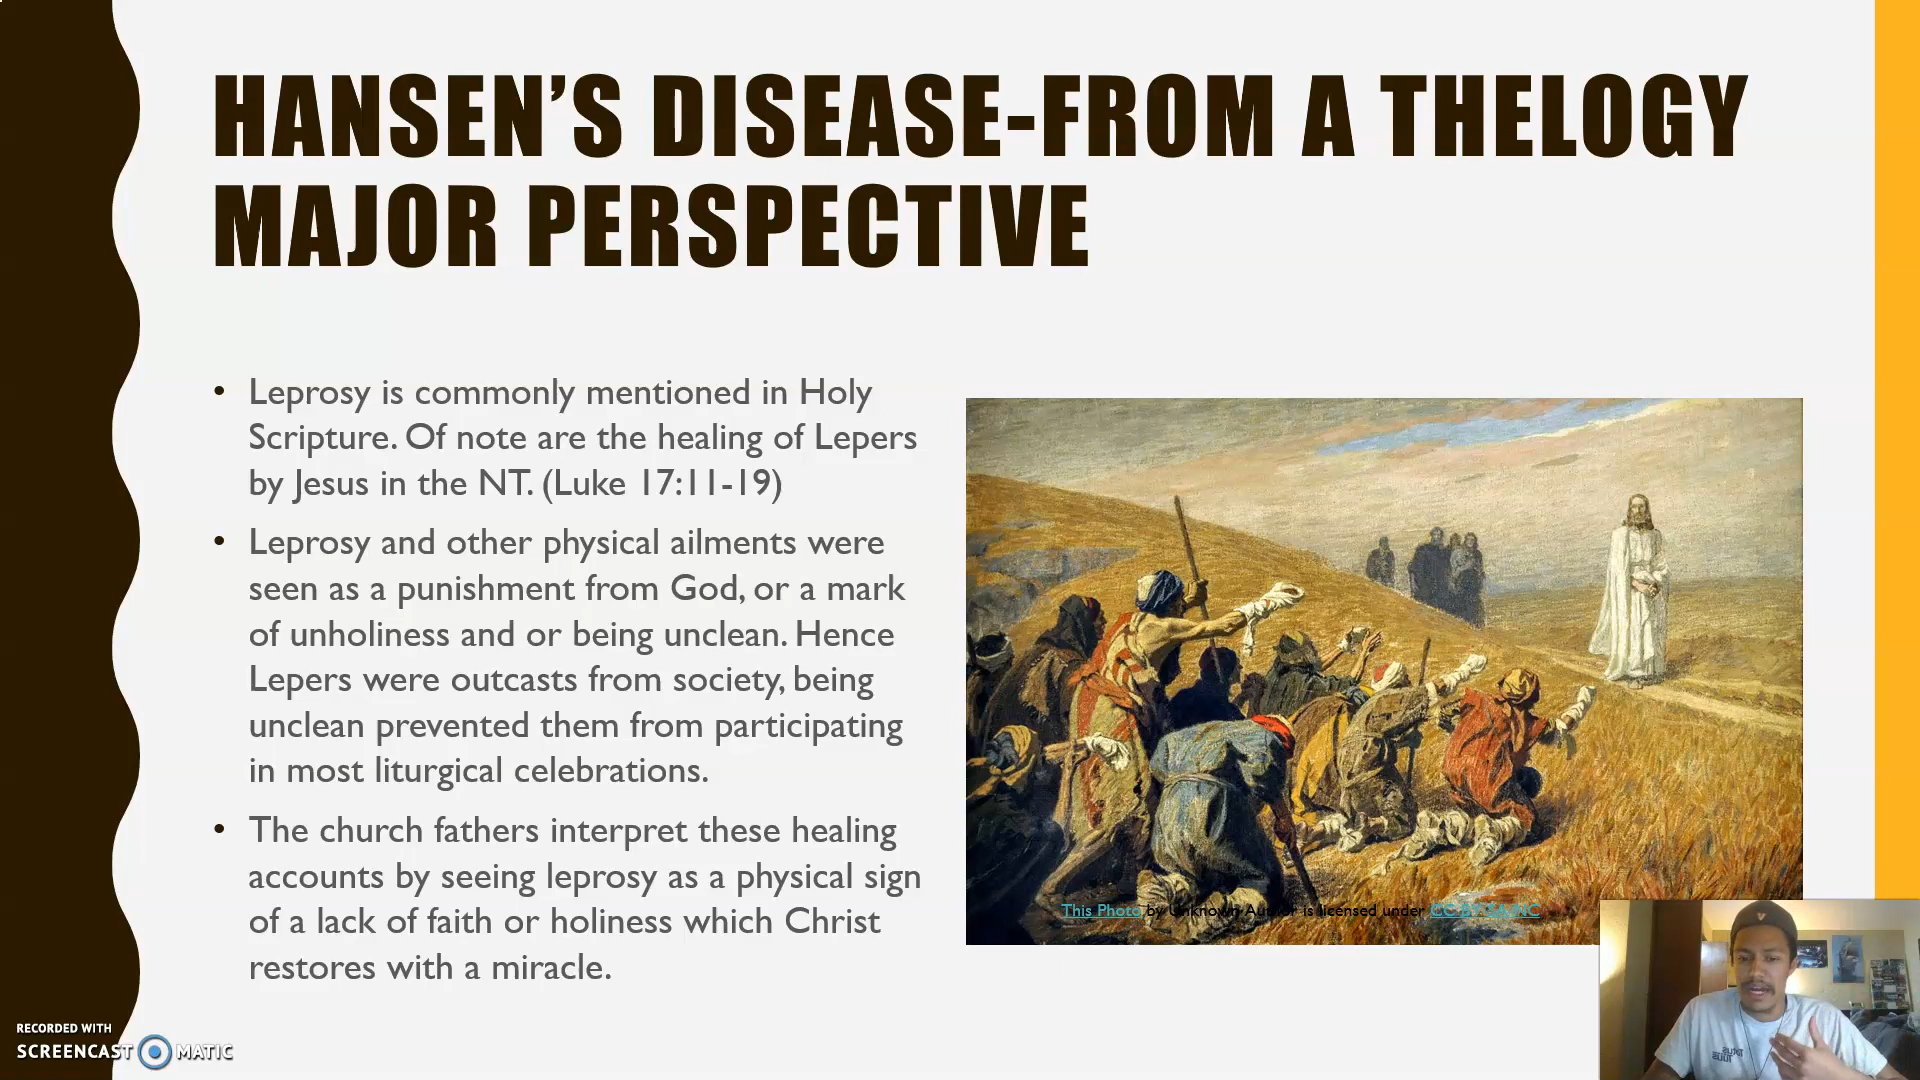 HANSEN’S DISEASE-FROM A THELOGY
MAJOR PERSPECTIVE
• Leprosy is commonly mentioned in Holy
Scripture. Of note are the healing of Lepers
by Jesus in the NT. (Luke 17:11-19)
• Leprosy and other physical ailments were
seen as a punishment from God, or a mark
of unholiness and or being unclean. Hence
Lepers were outcasts from society, being
unclean prevented them from participating
in most liturgical celebrations.
• The church fathers interpret these healing
accounts by seeing leprosy as a physical sign
of a lack of faith or holiness which Christ
restores with a miracle.
This Photo by Unknown Author is licensed under CC BY-SA-NC
RECORDED WITH
SCREENCAST MATIC